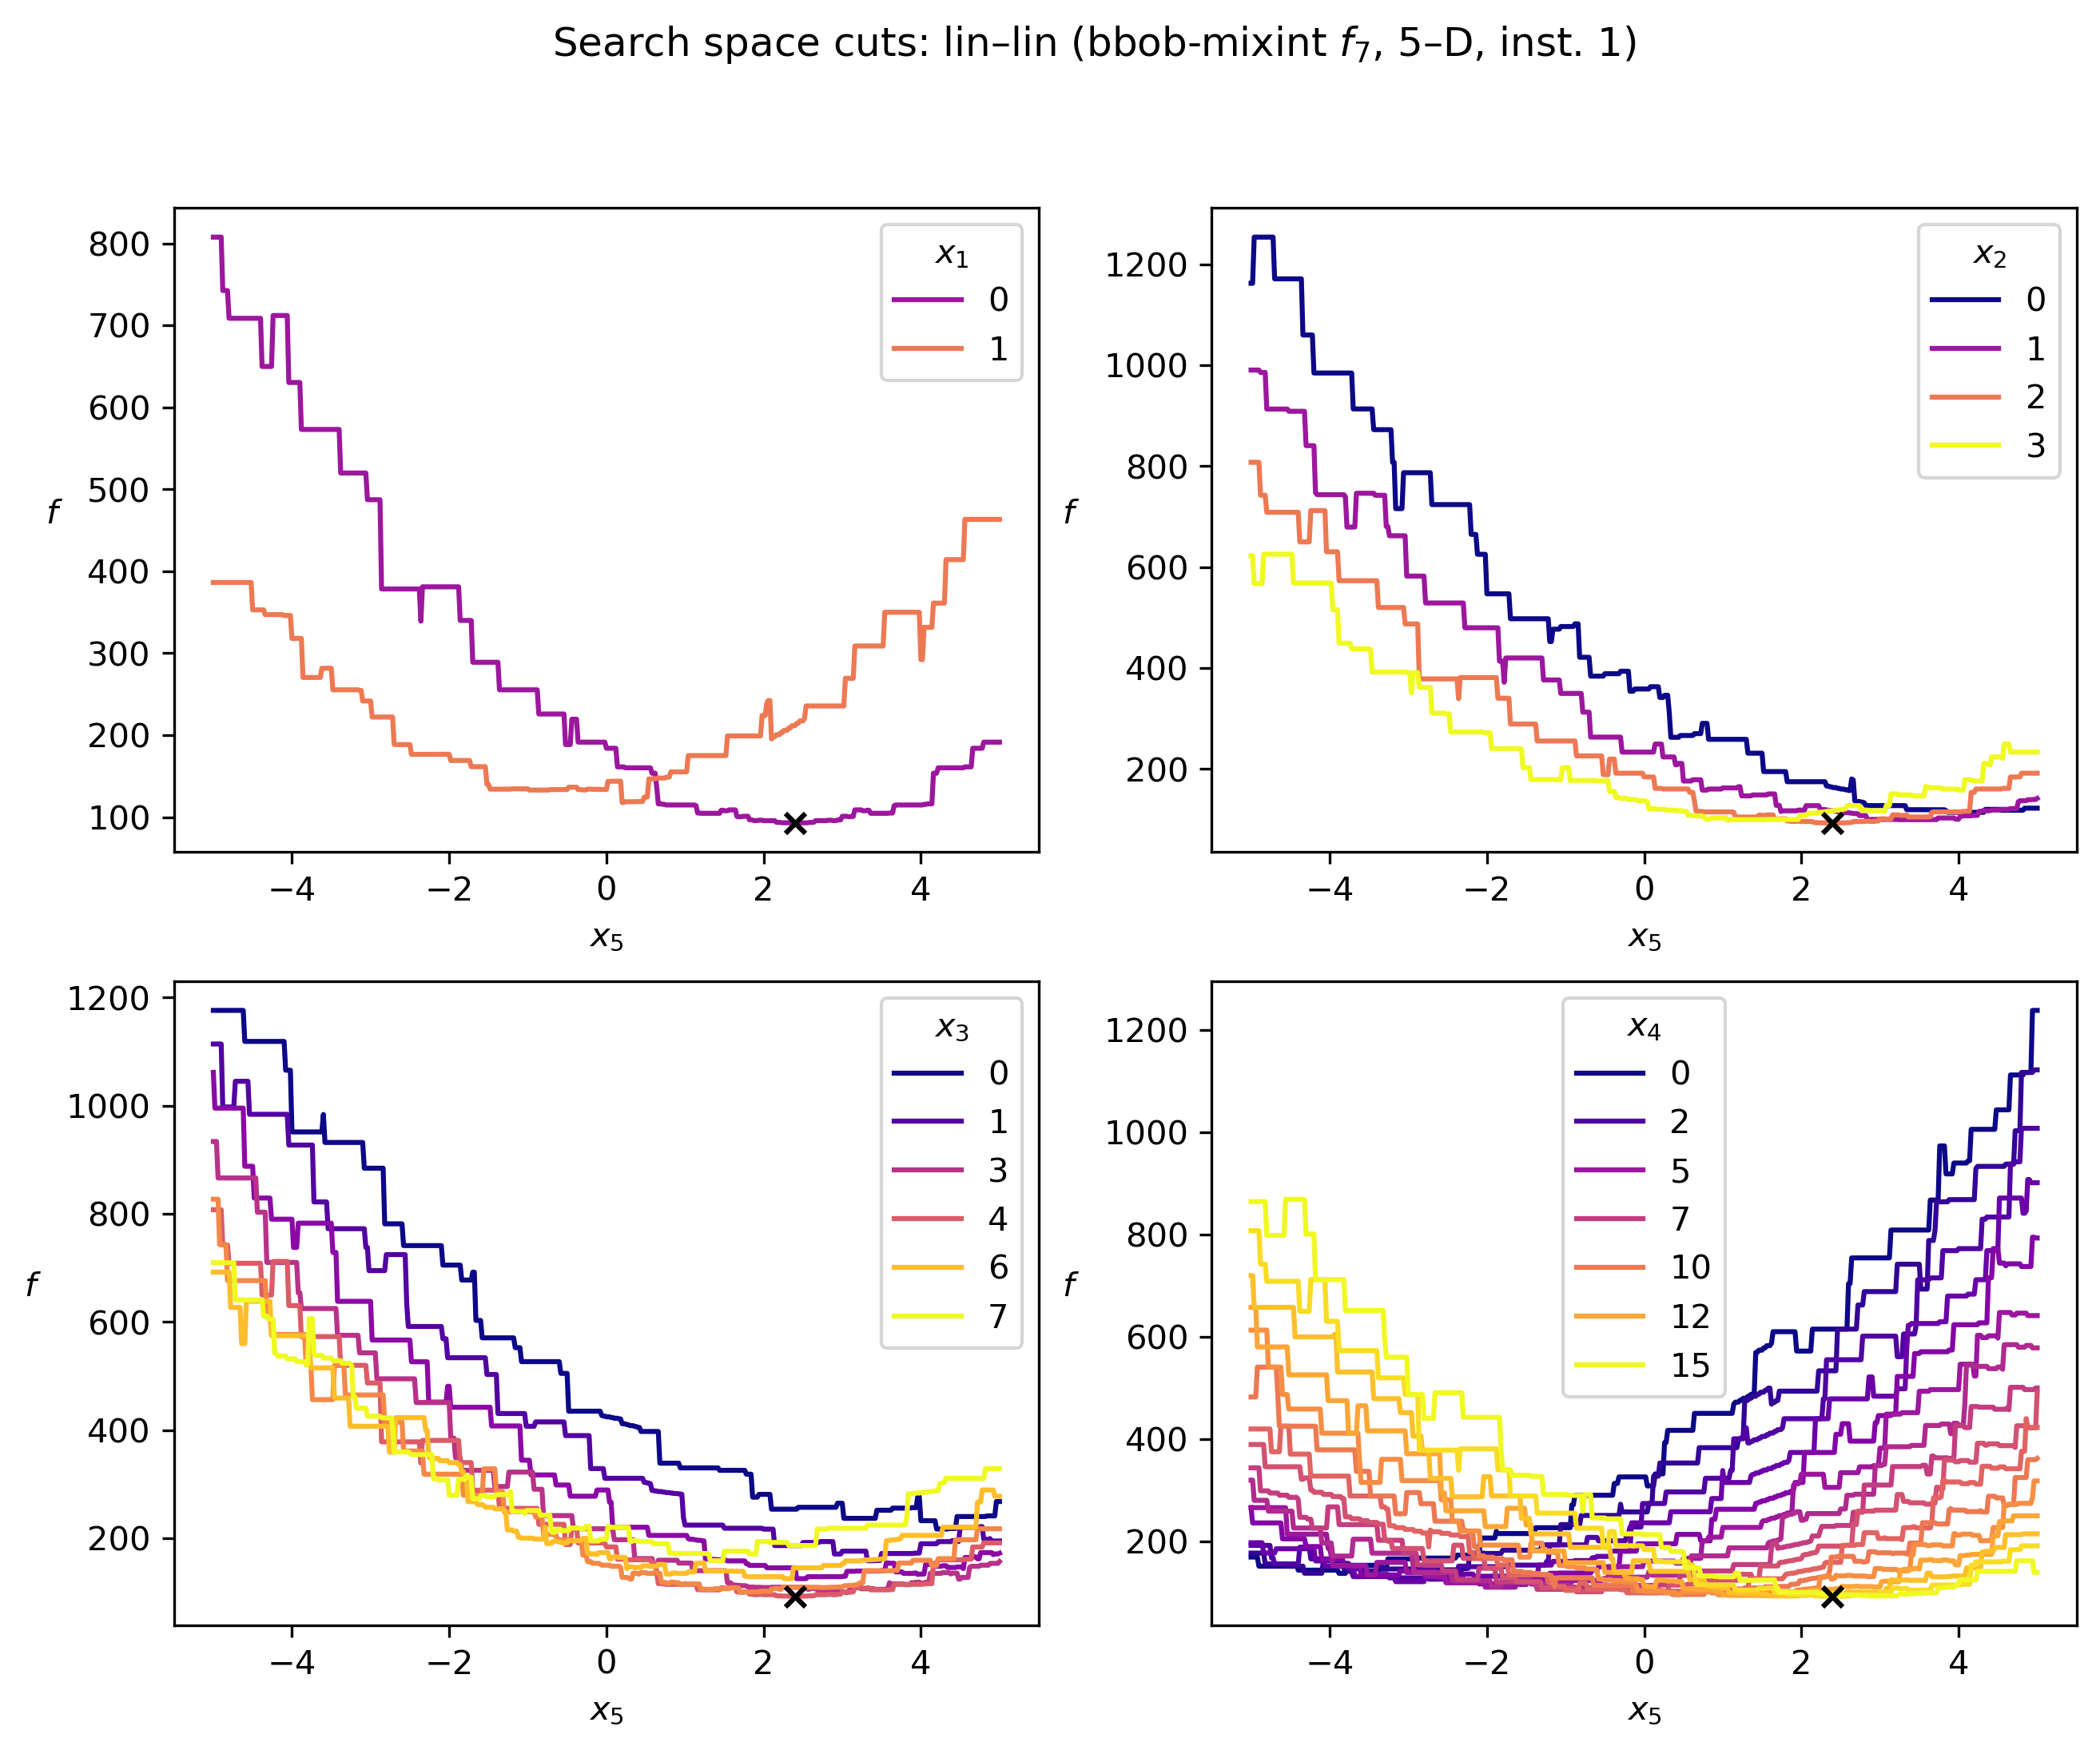 Search space cuts: lin–lin (bbob-mixint f₇, 5–D, inst. 1)
800
700
600
500
400
300
200
100
f
−4 −2 0 2 4
x₅
x₁
0
1
1200
1000
800
600
400
200
f
−4 −2 0 2 4
x₅
x₂
0
1
2
3
1200
1000
800
600
400
200
f
−4 −2 0 2 4
x₅
x₃
0
1
3
4
6
7
1200
1000
800
600
400
200
f
−4 −2 0 2 4
x₅
x₄
0
2
5
7
10
12
15